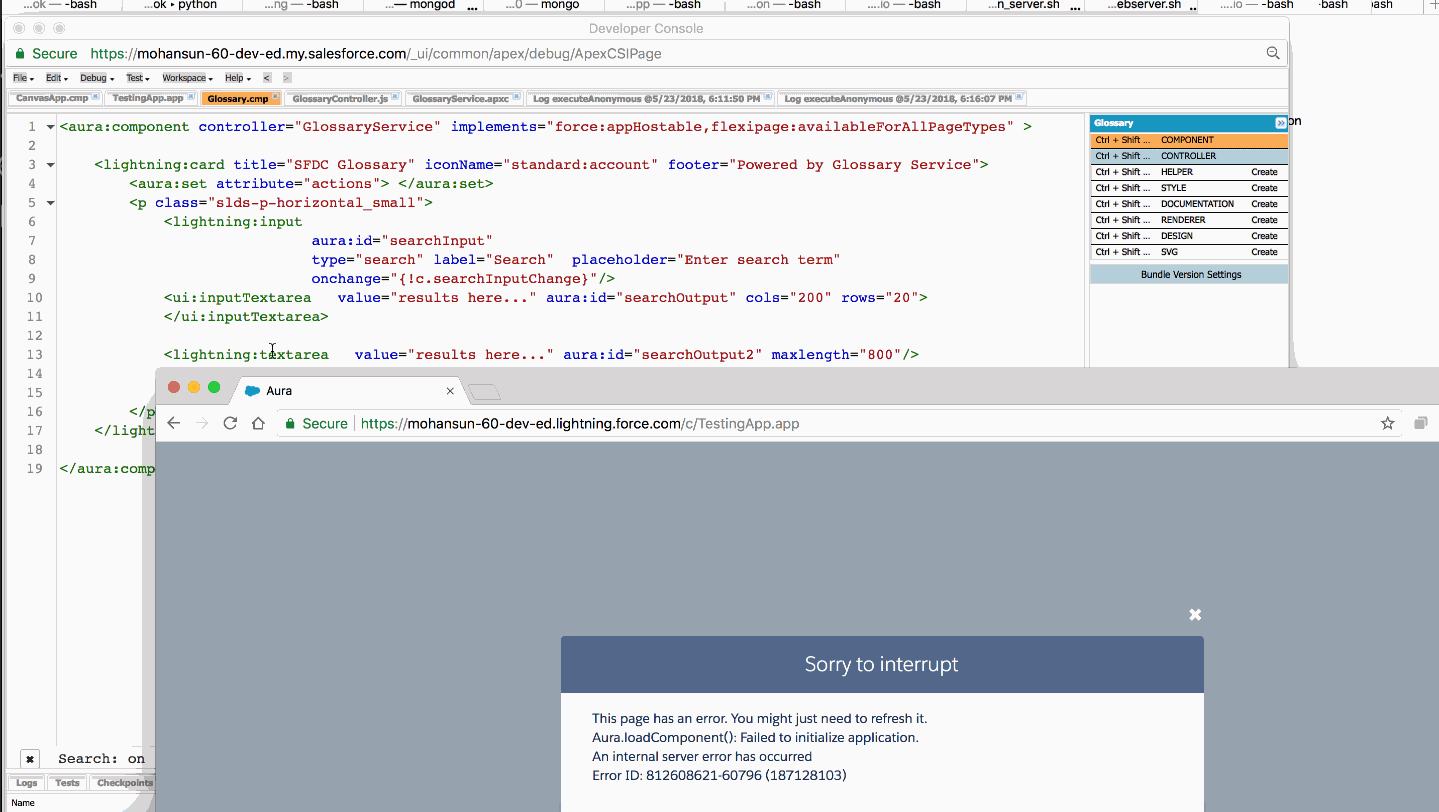 ...ok — -bash ...ok ▸ python ...ng — -bash ...— mongod ... ...0 — mongo ...pp — -bash ...on — -bash ....io — -bash ...n_server.sh ... ...ebserver.sh ... ....io — -bash -bash
Developer Console
Secure https://mohansun-60-dev-ed.my.salesforce.com/_ui/common/apex/debug/ApexCSIPage
File Edit Debug Test Workspace Help < >
CanvasApp.cmp TestingApp.app Glossary.cmp GlossaryController.js GlossaryService.apxc Log executeAnonymous @5/23/2018, 6:11:50 PM Log executeAnonymous @5/23/2018, 6:16:07 PM
1 <aura:component controller="GlossaryService" implements="force:appHostable,flexipage:availableForAllPageTypes" >
2
3 <lightning:card title="SFDC Glossary" iconName="standard:account" footer="Powered by Glossary Service">
4 <aura:set attribute="actions"> </aura:set>
5 <p class="slds-p-horizontal_small">
6 <lightning:input
7 aura:id="searchInput"
8 type="search" label="Search" placeholder="Enter search term"
9 onchange="{!c.searchInputChange}"/>
10 <ui:inputTextarea value="results here..." aura:id="searchOutput" cols="200" rows="20">
11 </ui:inputTextarea>
12
13 <lightning:textarea value="results here..." aura:id="searchOutput2" maxlength="800"/>
14
15
16 </p
17 </light
18
19 </aura:comp
Glossary »
Ctrl + Shift ... COMPONENT
Ctrl + Shift ... CONTROLLER
Ctrl + Shift ... HELPER Create
Ctrl + Shift ... STYLE Create
Ctrl + Shift ... DOCUMENTATION Create
Ctrl + Shift ... RENDERER Create
Ctrl + Shift ... DESIGN Create
Ctrl + Shift ... SVG Create
Bundle Version Settings
on
Aura
Secure https://mohansun-60-dev-ed.lightning.force.com/c/TestingApp.app
Sorry to interrupt
This page has an error. You might just need to refresh it.
Aura.loadComponent(): Failed to initialize application.
An internal server error has occurred
Error ID: 812608621-60796 (187128103)
Search: on
Logs Tests Checkpoints
Name